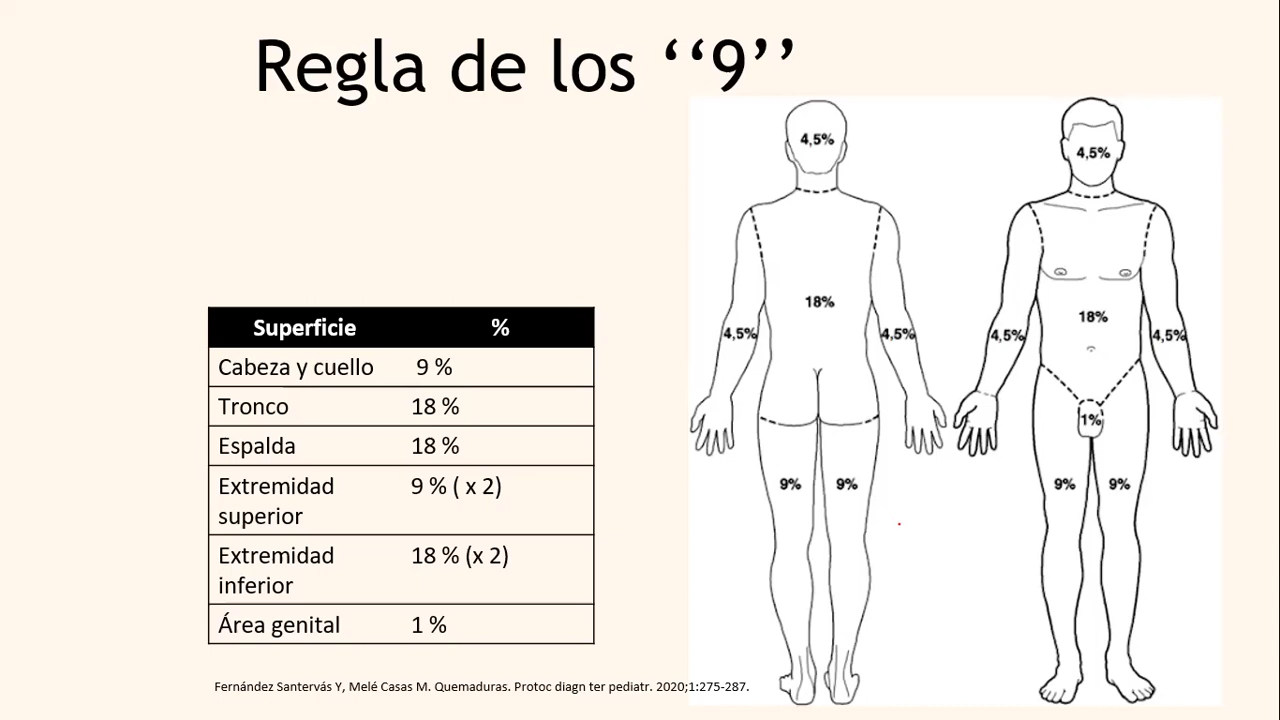 Regla de los ‘‘9’’
Superficie %
Cabeza y cuello 9 %
Tronco 18 %
Espalda 18 %
Extremidad 9 % ( x 2)
superior
Extremidad 18 % (x 2)
inferior
Área genital 1 %
4,5%
18%
4,5% 4,5%
9% 9%
4,5%
18%
4,5% 4,5%
1%
9% 9%
Fernández Santervás Y, Melé Casas M. Quemaduras. Protoc diagn ter pediatr. 2020;1:275-287.